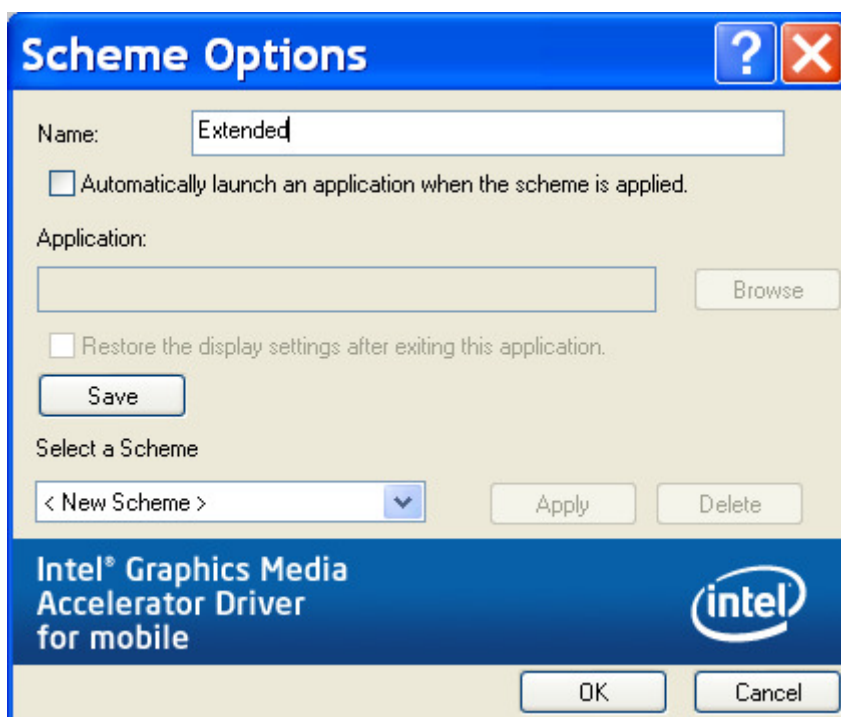 Scheme Options
Name: Extended
Automatically launch an application when the scheme is applied.
Application:
Browse
Restore the display settings after exiting this application.
Save
Select a Scheme
< New Scheme > Apply Delete
Intel® Graphics Media
Accelerator Driver
for mobile
intel
OK Cancel